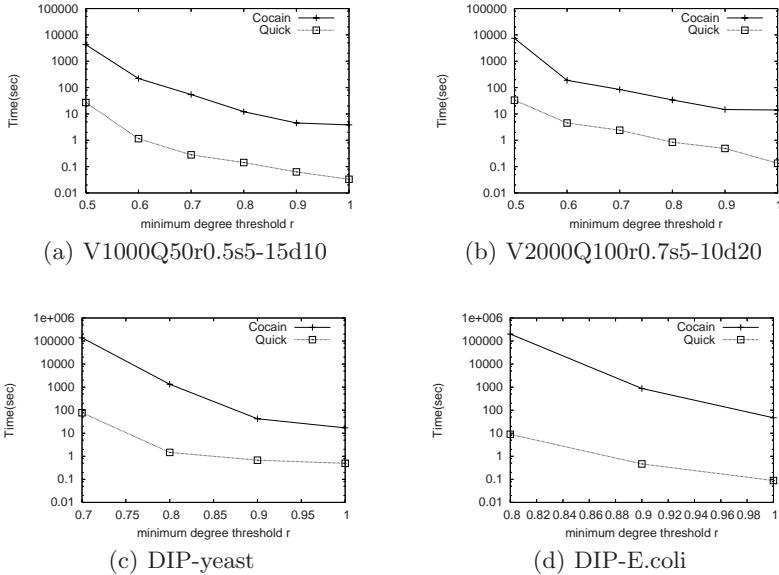 100000
10000
1000
100
10
1
0.1
0.01
Time(sec)
Cocain
Quick
0.5 0.6 0.7 0.8 0.9 1
minimum degree threshold r
(a) V1000Q50r0.5s5-15d10
100000
10000
1000
100
10
1
0.1
0.01
Time(sec)
Cocain
Quick
0.5 0.6 0.7 0.8 0.9 1
minimum degree threshold r
(b) V2000Q100r0.7s5-10d20
1e+006
100000
10000
1000
100
10
1
0.1
0.01
Time(sec)
Cocain
Quick
0.7 0.75 0.8 0.85 0.9 0.95 1
minimum degree threshold r
(c) DIP-yeast
1e+006
100000
10000
1000
100
10
1
0.1
0.01
Time(sec)
Cocain
Quick
0.8 0.82 0.84 0.86 0.88 0.9 0.92 0.94 0.96 0.98 1
minimum degree threshold r
(d) DIP-E.coli